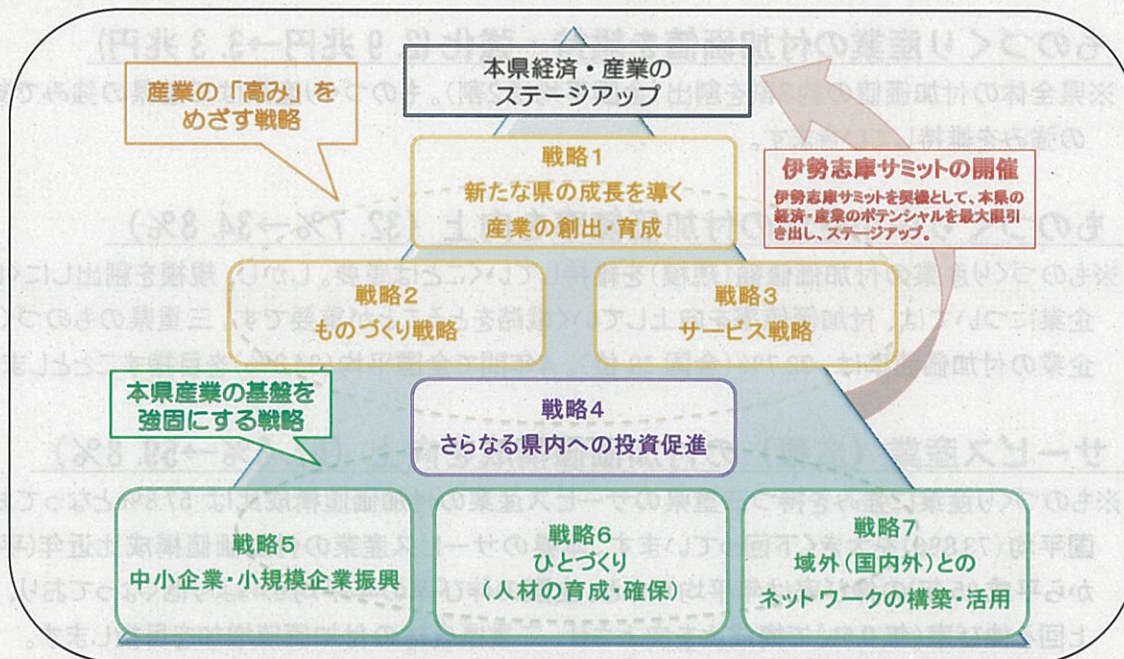 本県経済・産業の
ステージアップ
産業の「高み」を
めざす戦略
戦略1
新たな県の成長を導く
産業の創出・育成
伊勢志摩サミットの開催
伊勢志摩サミットを契機として、本県の
経済・産業のポテンシャルを最大限引
き出し、ステージアップ。
戦略2
ものづくり戦略
戦略3
サービス戦略
本県産業の基盤を
強固にする戦略
戦略4
さらなる県内への投資促進
戦略5
中小企業・小規模企業振興
戦略6
ひとづくり
(人材の育成・確保)
戦略7
域外(国内外)との
ネットワークの構築・活用